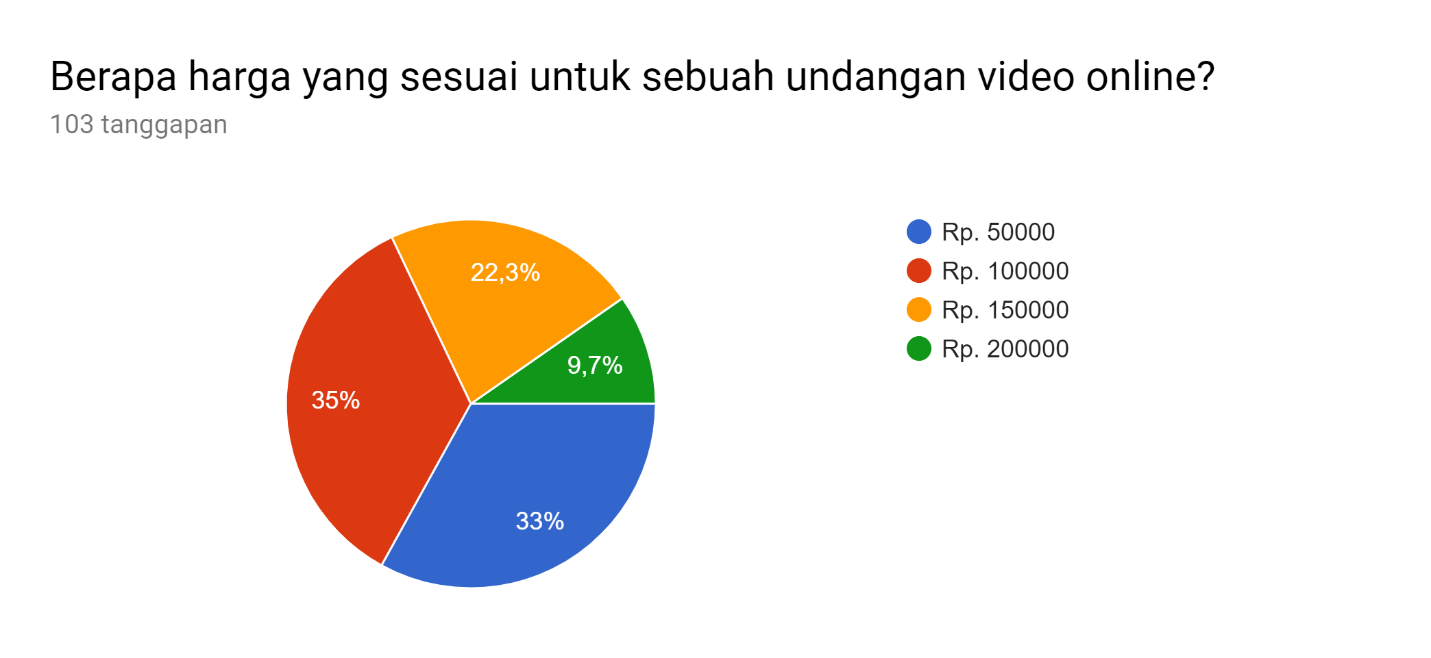 Berapa harga yang sesuai untuk sebuah undangan video online?
103 tanggapan
Rp. 50000
Rp. 100000
Rp. 150000
Rp. 200000
22,3%
9,7%
35%
33%